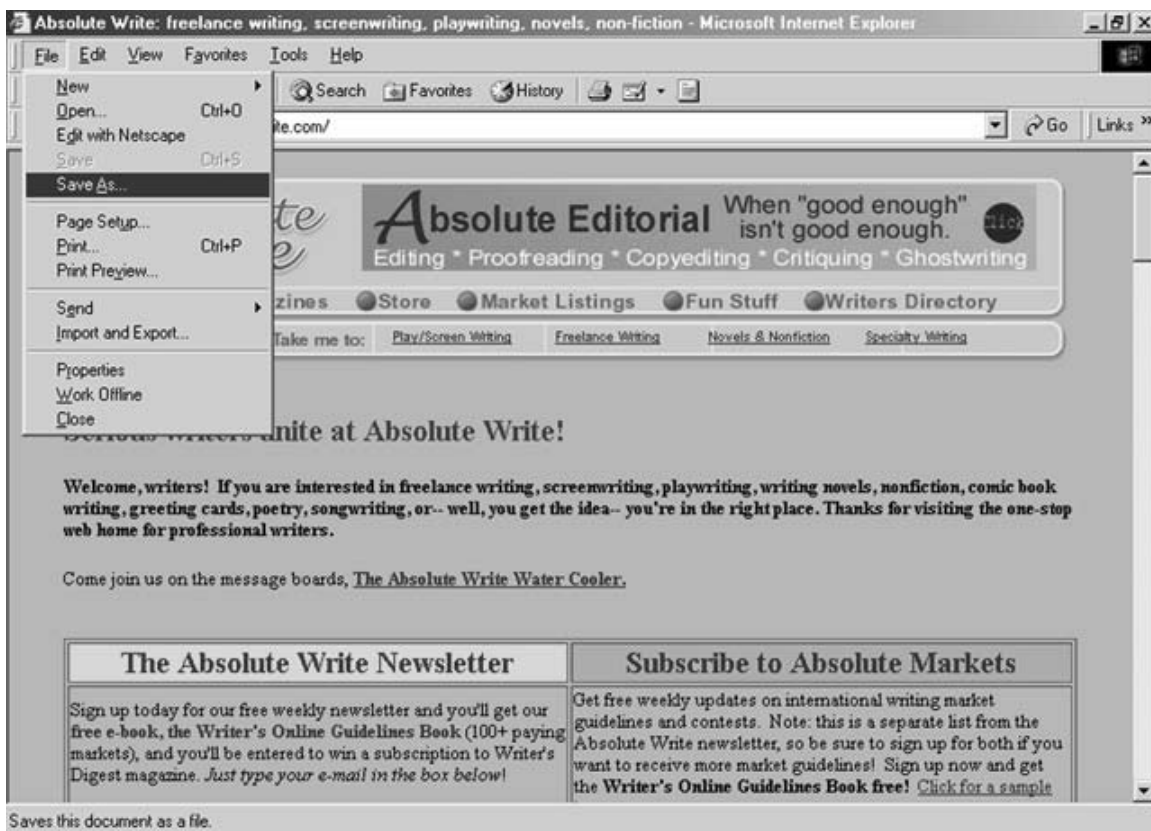 Absolute Write: freelance writing, screenwriting, playwriting, novels, non-fiction - Microsoft Internet Explorer
File Edit View Favorites Tools Help
New
Open... Ctrl+O
Edit with Netscape
Save Ctrl+S
Save As...
Page Setup...
Print... Ctrl+P
Print Preview...
Send
Import and Export...
Properties
Work Offline
Close
Search Favorites History
ite.com/ Go Links »
Absolute Editorial When "good enough"
isn't good enough. Click
Editing * Proofreading * Copyediting * Critiquing * Ghostwriting
zines Store Market Listings Fun Stuff Writers Directory
Take me to: Play/Screen Writing Freelance Writing Novels & Nonfiction Specialty Writing
Serious writers unite at Absolute Write!
Welcome, writers! If you are interested in freelance writing, screenwriting, playwriting, writing novels, nonfiction, comic book
writing, greeting cards, poetry, songwriting, or-- well, you get the idea-- you're in the right place. Thanks for visiting the one-stop
web home for professional writers.
Come join us on the message boards, The Absolute Write Water Cooler.
The Absolute Write Newsletter
Sign up today for our free weekly newsletter and you'll get our
free e-book, the Writer's Online Guidelines Book (100+ paying
markets), and you'll be entered to win a subscription to Writer's
Digest magazine. Just type your e-mail in the box below!
Subscribe to Absolute Markets
Get free weekly updates on international writing market
guidelines and contests. Note: this is a separate list from the
Absolute Write newsletter, so be sure to sign up for both if you
want to receive more market guidelines! Sign up now and get
the Writer's Online Guidelines Book free! Click for a sample
Saves this document as a file.